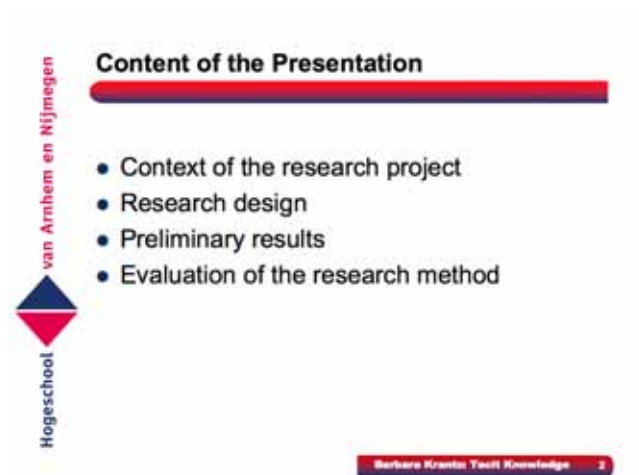 Content of the Presentation
Context of the research project
Research design
Preliminary results
Evaluation of the research method
Hogeschool van Arnhem en Nijmegen
Barbara Krantz: Tacit Knowledge 2